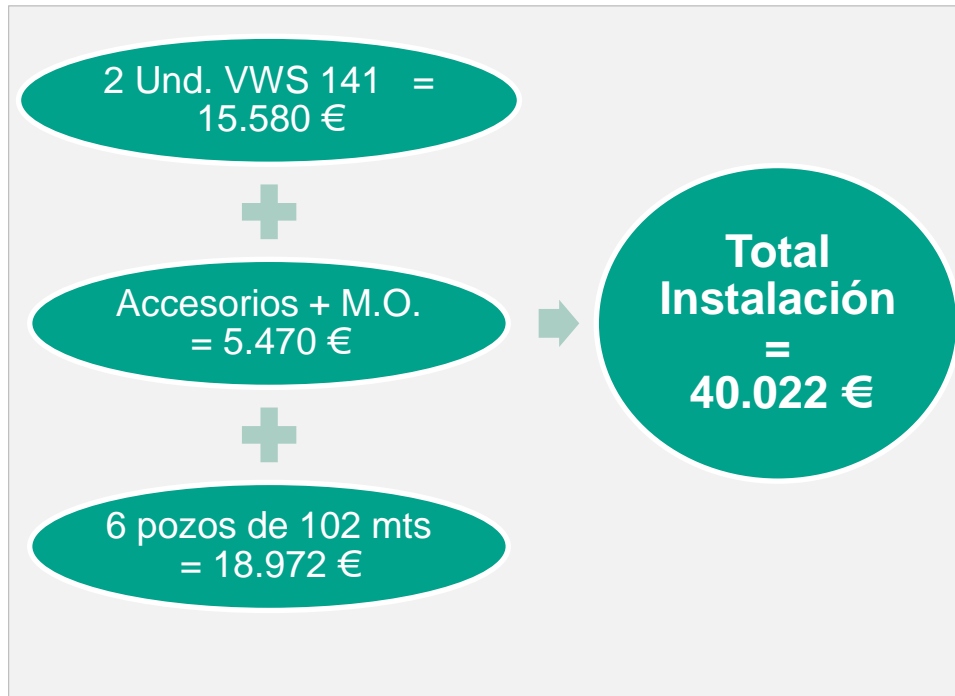 2 Und. VWS 141 =
15.580 €
Accesorios + M.O.
= 5.470 €
6 pozos de 102 mts
= 18.972 €
Total
Instalación
=
40.022 €